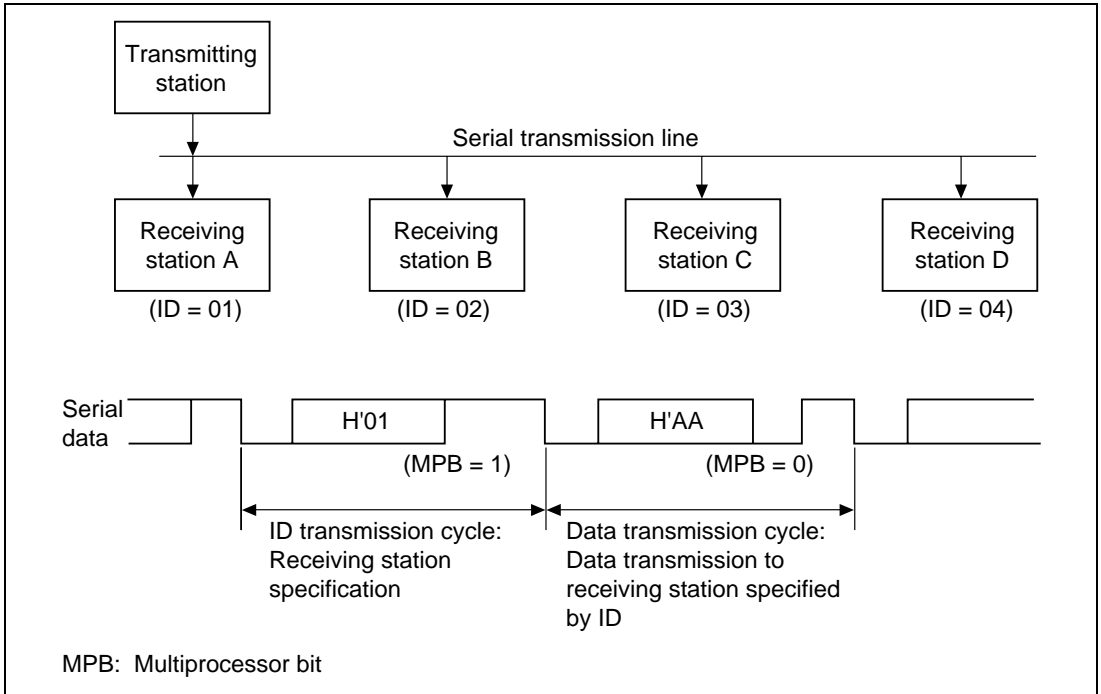 Transmitting
station
Serial transmission line
Receiving
station A
(ID = 01)
Receiving
station B
(ID = 02)
Receiving
station C
(ID = 03)
Receiving
station D
(ID = 04)
Serial
data
H'01
H'AA
(MPB = 1)
(MPB = 0)
ID transmission cycle:
Receiving station
specification
Data transmission cycle:
Data transmission to
receiving station specified
by ID
MPB: Multiprocessor bit